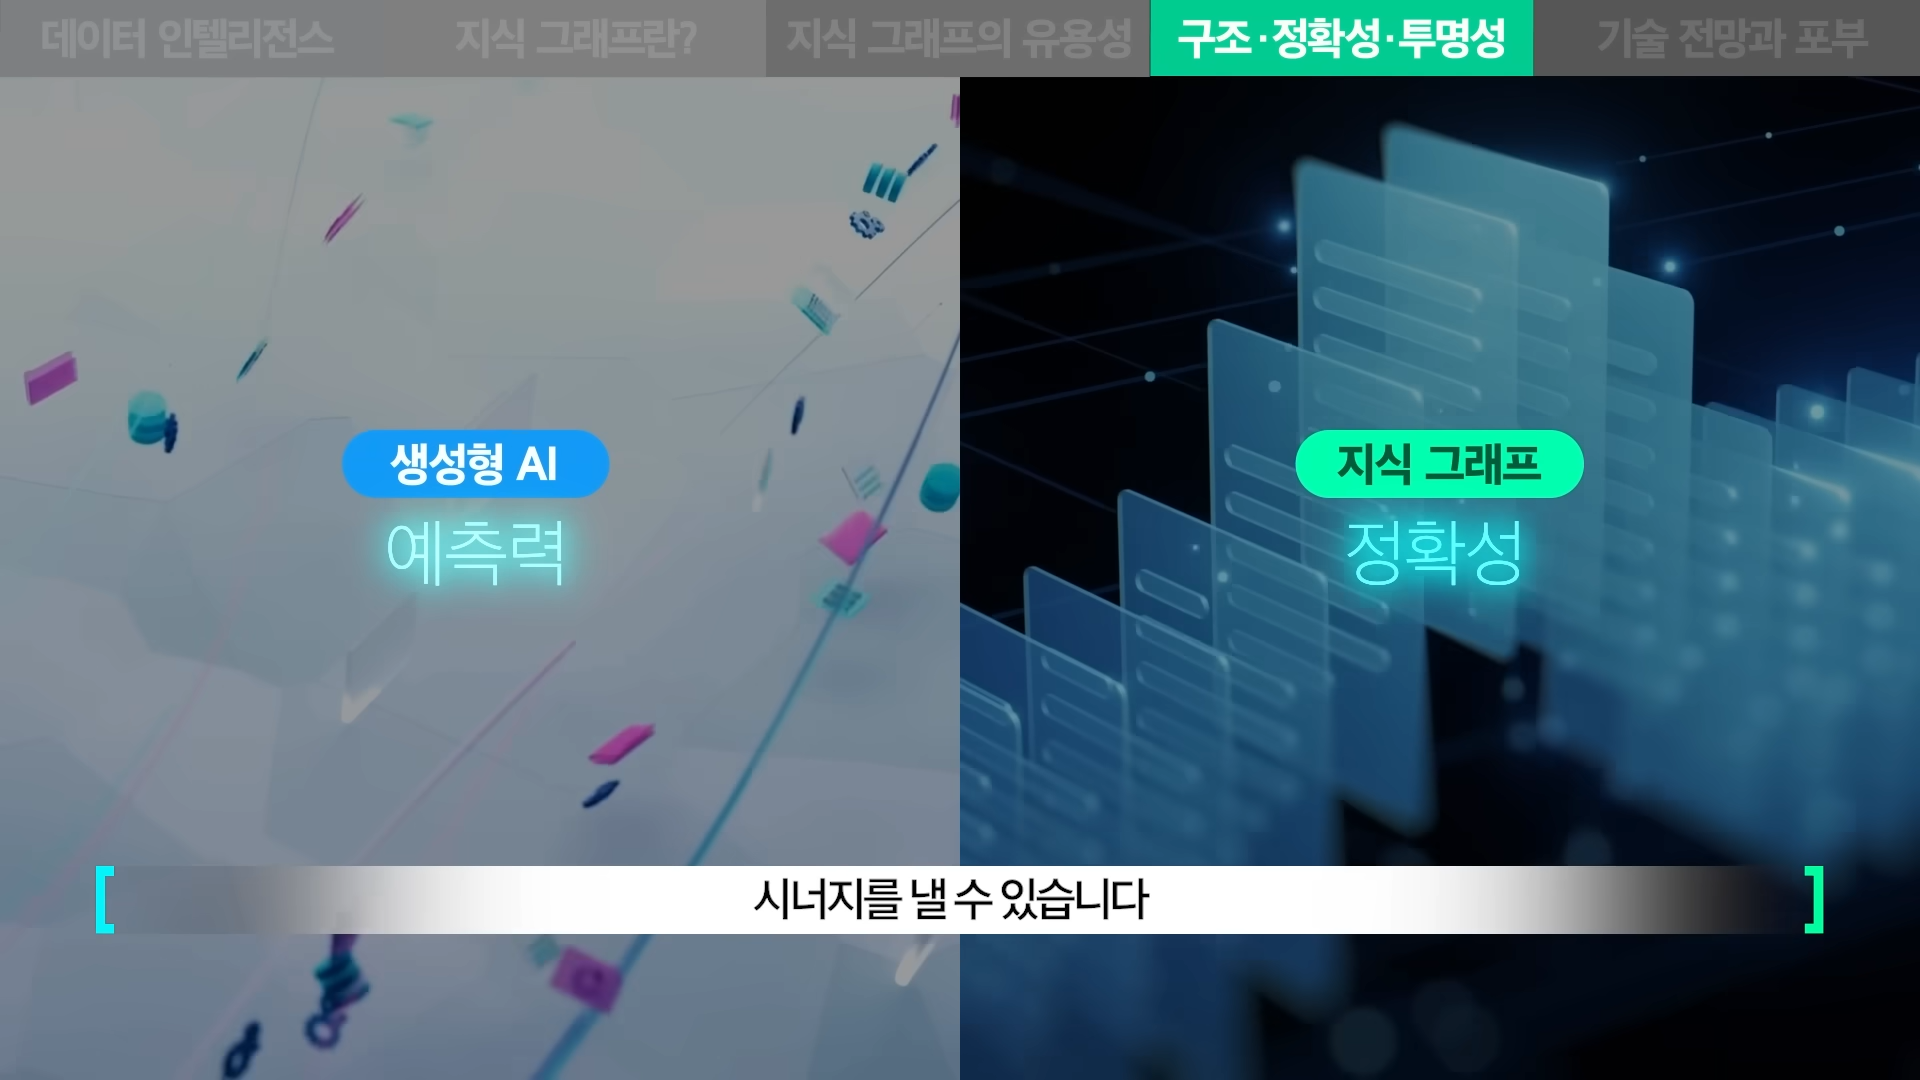 데이터 인텔리전스
지식 그래프란?
지식 그래프의 유용성
구조·정확성·투명성
기술 전망과 포부
생성형 AI
예측력
지식 그래프
정확성
시너지를 낼 수 있습니다